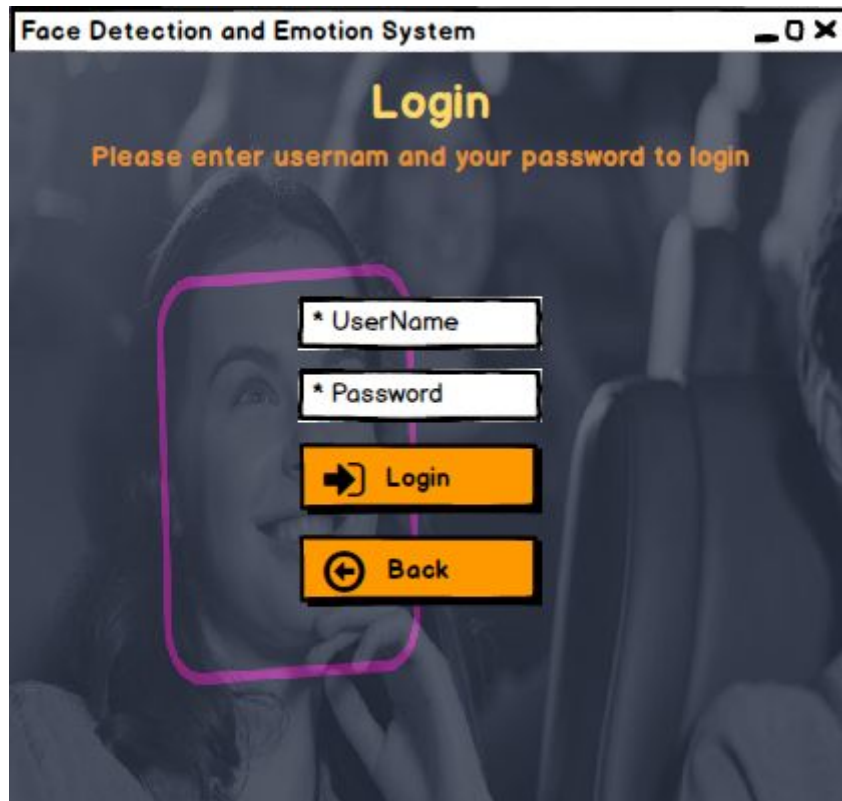 Face Detection and Emotion System
Login
Please enter usernam and your password to login
* UserName
* Password
Login
Back